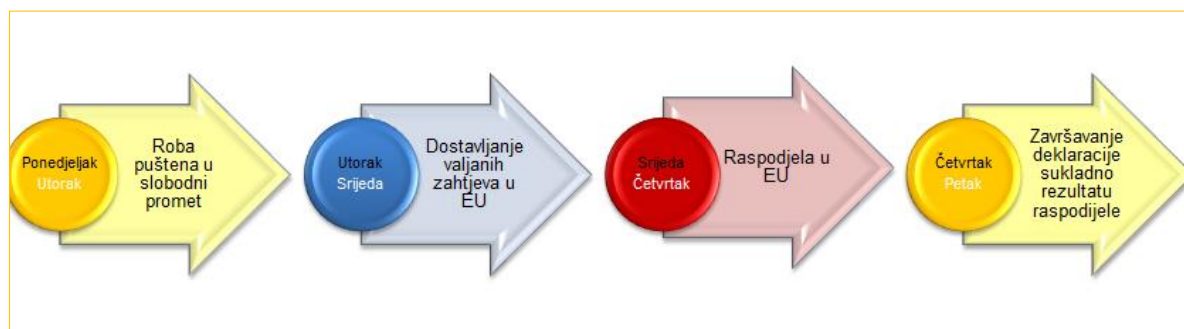 Ponedjeljak
Utorak
Roba
puštena u
slobodni
promet
Utorak
Srijeda
Dostavljanje
valjanih
zahtjeva u
EU
Srijeda
Četvrtak
Raspodjela u
EU
Četvrtak
Petak
Završavanje
deklaracije
sukladno
rezultatu
raspodijele